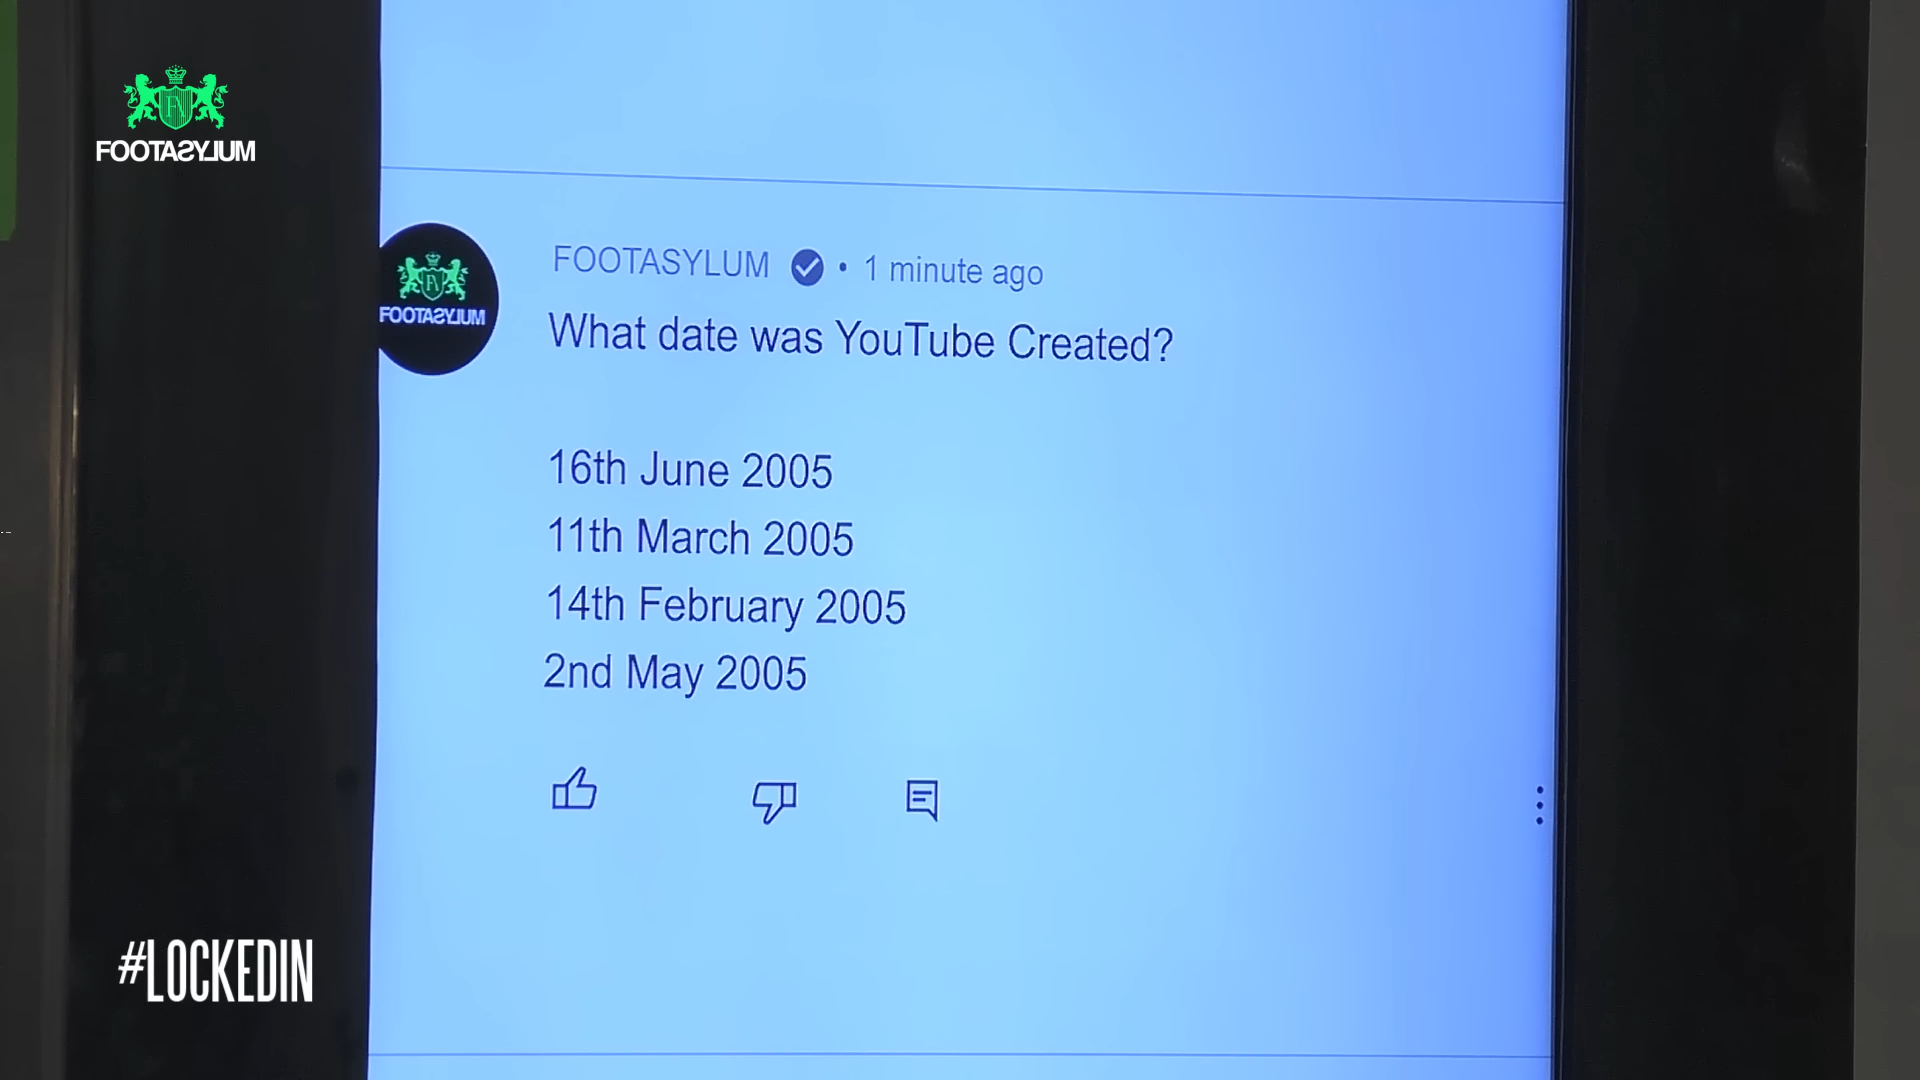 FOOTASYLUM
FOOTASYLUM • 1 minute ago
FOOTASYLUM
What date was YouTube Created?
16th June 2005
11th March 2005
14th February 2005
2nd May 2005
#LOCKEDIN